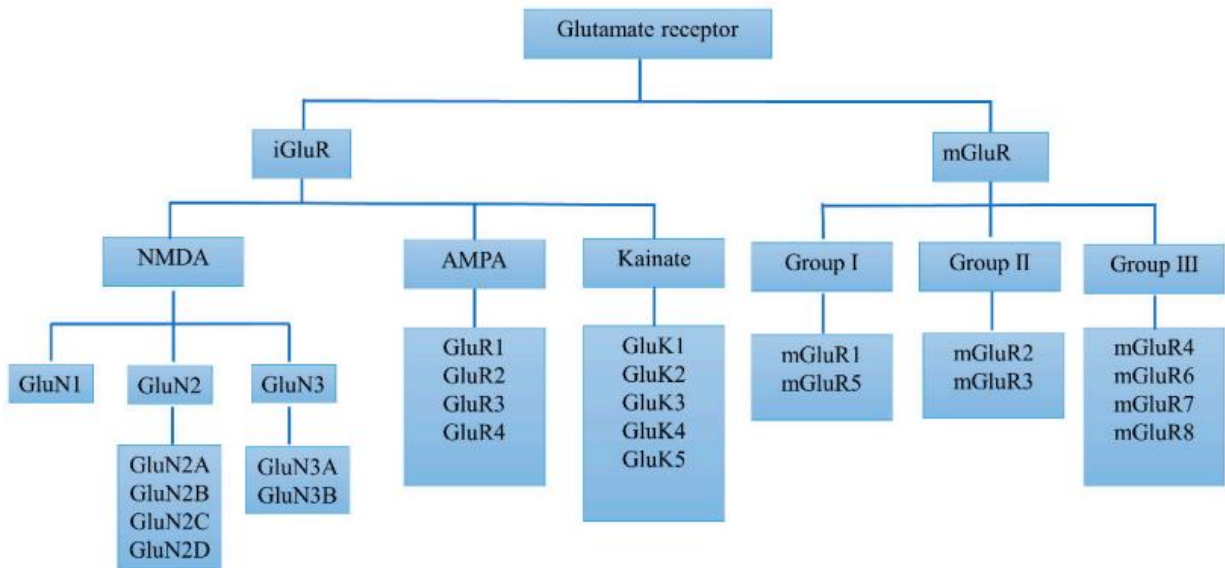 Glutamate receptor
iGluR
mGluR
NMDA
AMPA
Kainate
Group I
Group II
Group III
GluN1
GluN2
GluN3
GluN2A
GluN2B
GluN2C
GluN2D
GluN3A
GluN3B
GluR1
GluR2
GluR3
GluR4
GluK1
GluK2
GluK3
GluK4
GluK5
mGluR1
mGluR5
mGluR2
mGluR3
mGluR4
mGluR6
mGluR7
mGluR8